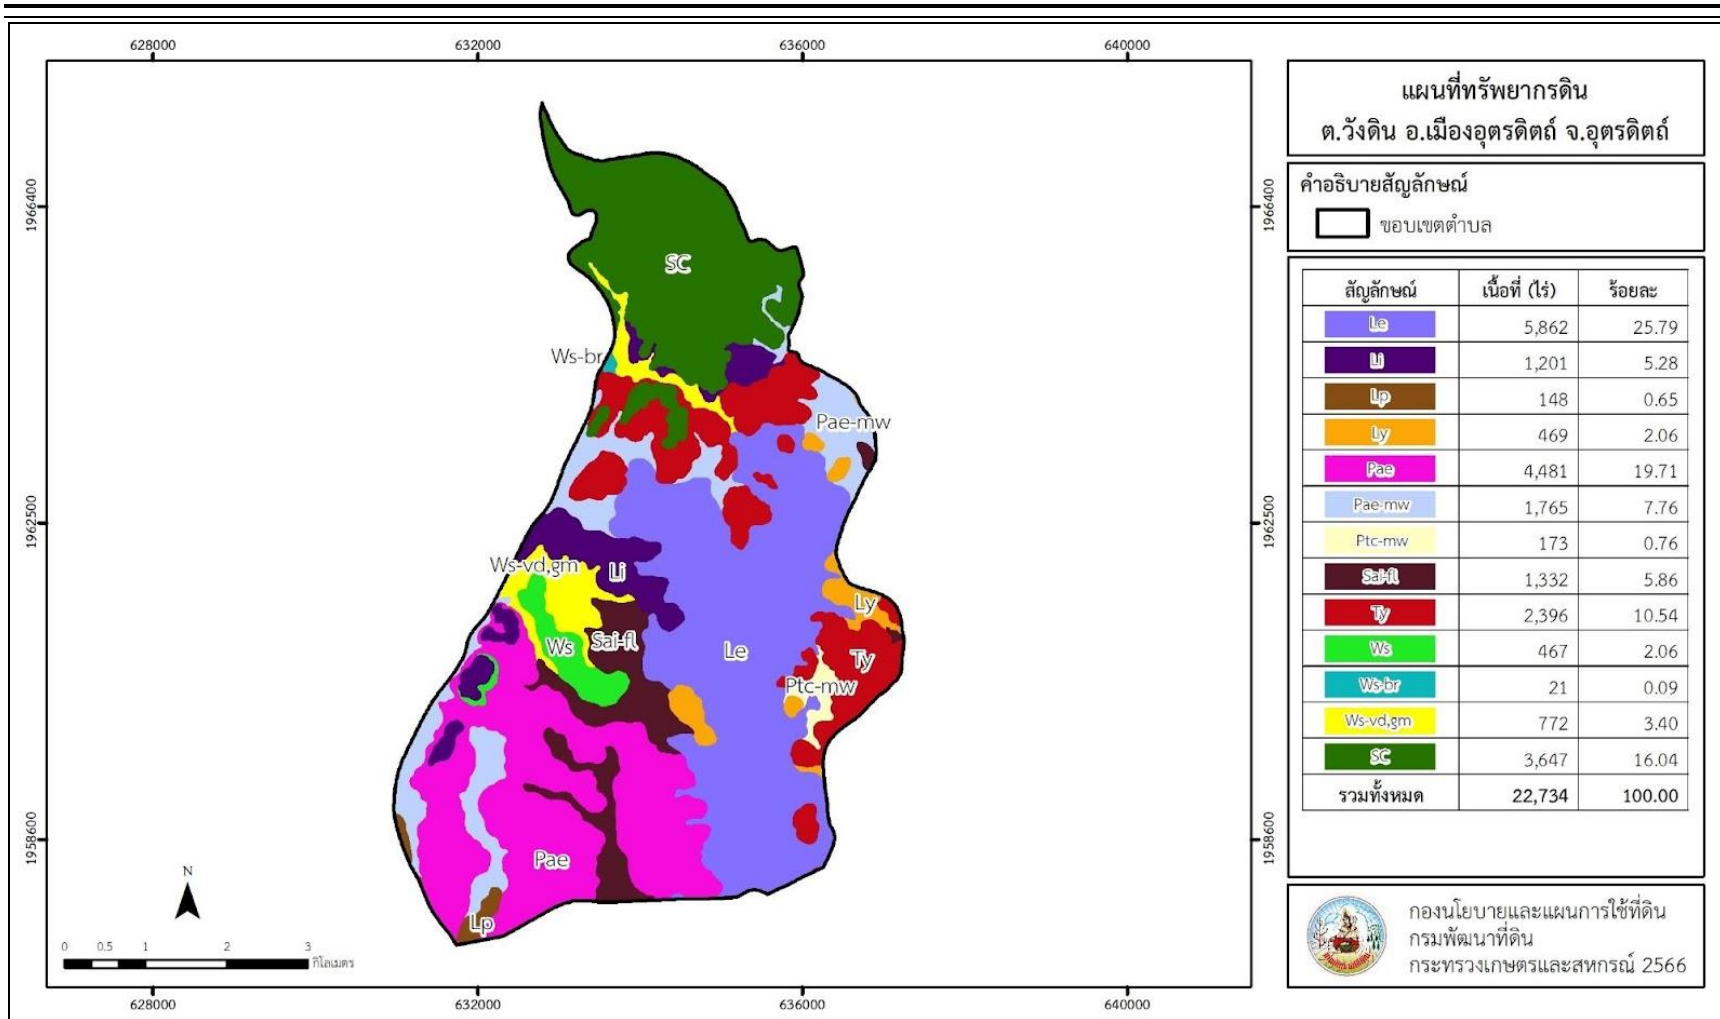 628000 632000 636000 640000
แผนที่ทรัพยากรดิน
ต.วังดิน อ.เมืองอุตรดิตถ์ จ.อุตรดิตถ์
คำอธิบายสัญลักษณ์
ขอบเขตตำบล
1966400 1966400
SC
Ws-br
Pae-mw
1962500 1962500
Ws-vd,gm
Li
Ly
Ws
Sai-fl
Le
Ty
Ptc-mw
1958600 1958600
Pae
Lp
N
0 0.5 1 2 3
กิโลเมตร
628000 632000 636000 640000
สัญลักษณ์ เนื้อที่ (ไร่) ร้อยละ
Le 5,862 25.79
Li 1,201 5.28
Lp 148 0.65
Ly 469 2.06
Pae 4,481 19.71
Pae-mw 1,765 7.76
Ptc-mw 173 0.76
Sai-fl 1,332 5.86
Ty 2,396 10.54
Ws 467 2.06
Ws-br 21 0.09
Ws-vd,gm 772 3.40
SC 3,647 16.04
รวมทั้งหมด 22,734 100.00
กองนโยบายและแผนการใช้ที่ดิน
กรมพัฒนาที่ดิน
กระทรวงเกษตรและสหกรณ์ 2566